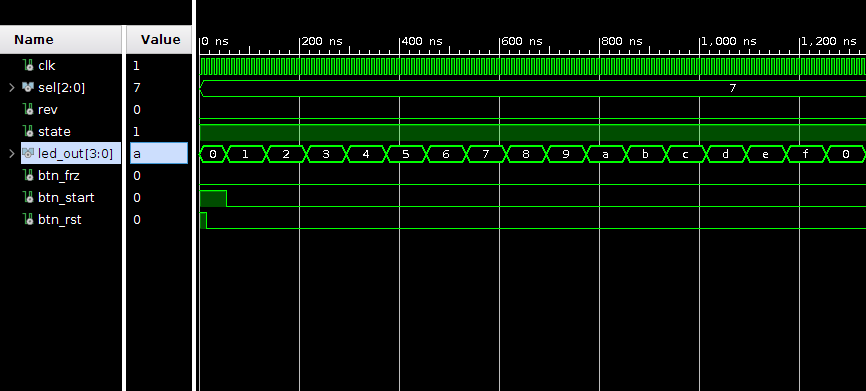 Name Value
0 ns 200 ns 400 ns 600 ns 800 ns 1,000 ns 1,200 ns
clk 1
sel[2:0] 7 7
rev 0
state 1
led_out[3:0] a 0 1 2 3 4 5 6 7 8 9 a b c d e f 0
btn_frz 0
btn_start 0
btn_rst 0